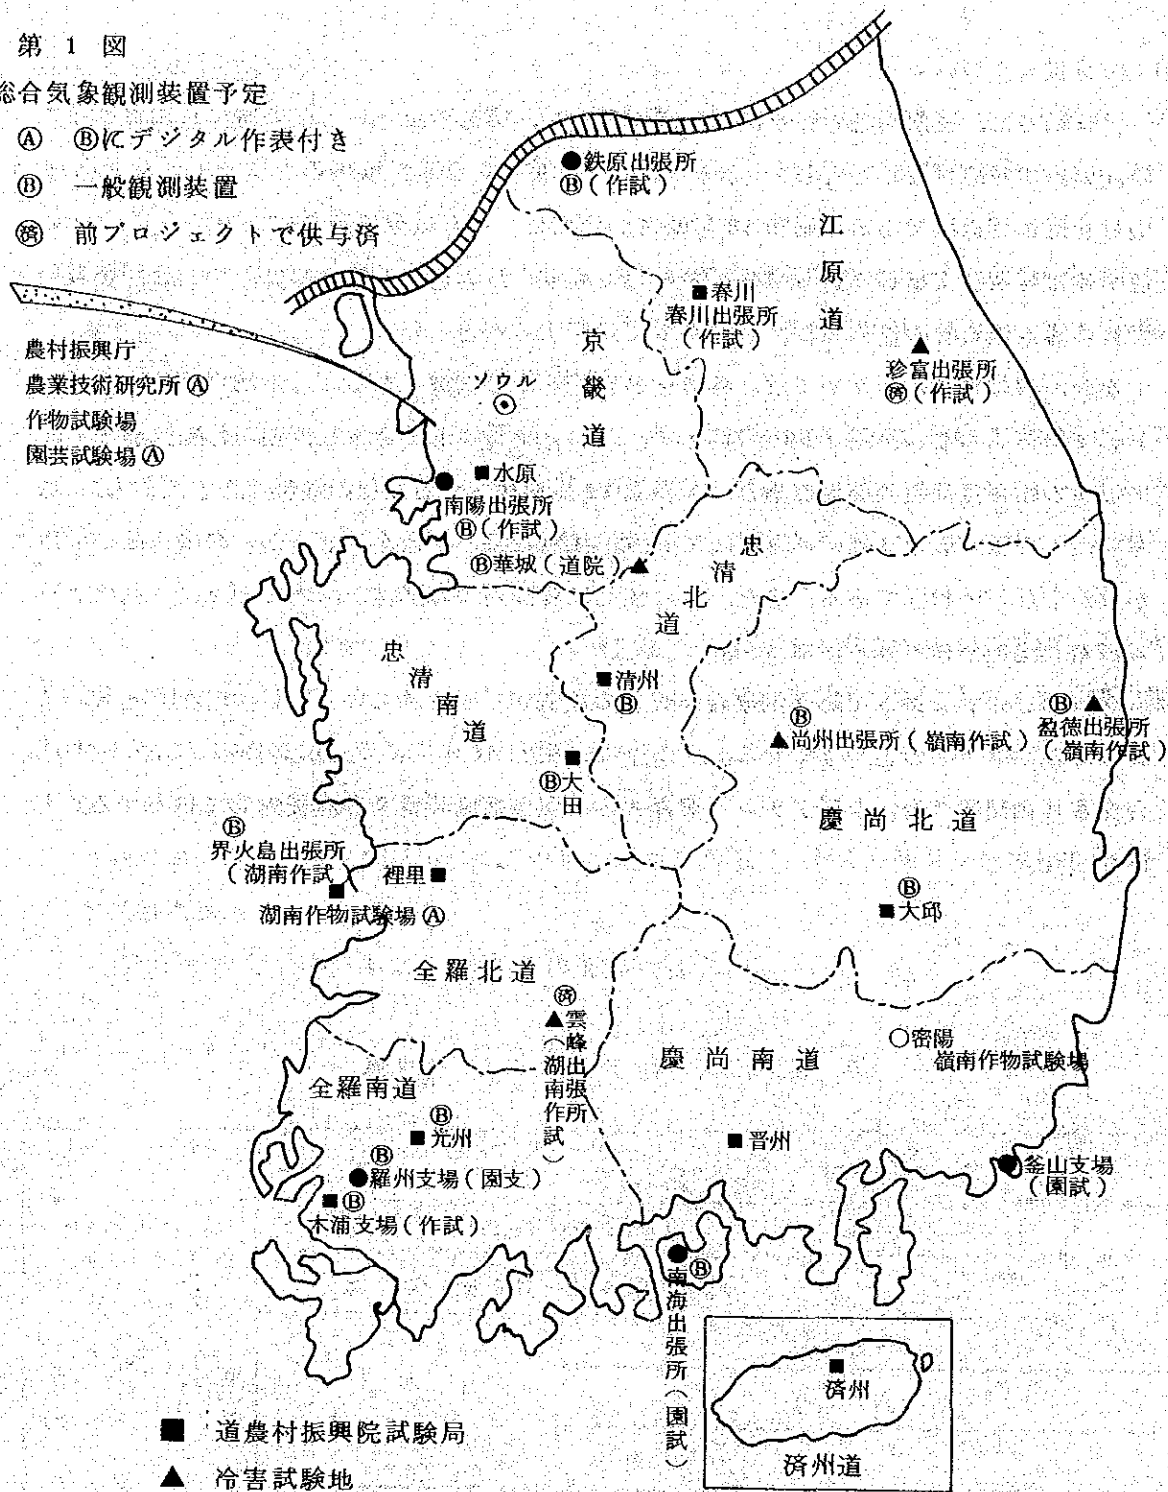 第 1 図
総合気象観測装置予定
Ⓐ Ⓑにデジタル作表付き
Ⓑ 一般観測装置
㊮ 前プロジェクトで供与済
農村振興庁
農業技術研究所Ⓐ
作物試験場
園芸試験場Ⓐ
●鉄原出張所
Ⓑ(作試)
江原道
■春川
春川出張所
(作試)
京畿道
ソウル
▲
珍富出張所
(作試)
■水原
南陽出張所
Ⓑ(作試)
Ⓑ華城(道院)▲
忠清北道
忠清南道
■清州
Ⓑ
Ⓑ
▲尚州出張所(嶺南作試)
Ⓑ▲
盈徳出張所
(嶺南作試)
■
Ⓑ大田
慶尚北道
Ⓑ
界火島出張所
(湖南作試)
裡里■
湖南作物試験場Ⓐ
Ⓑ
■大邱
全羅北道
▲雲峰出張所
(湖南作試)
慶尚南道
○密陽
嶺南作物試験場
全羅南道
Ⓑ
■光州
■晋州
Ⓑ
●羅州支場(園支)
■Ⓑ
木浦支場(作試)
●釜山支場
(園試)
●Ⓑ
南海出張所(園試)
■
済州
済州道
■ 道農村振興院試験局
▲ 冷害試験地